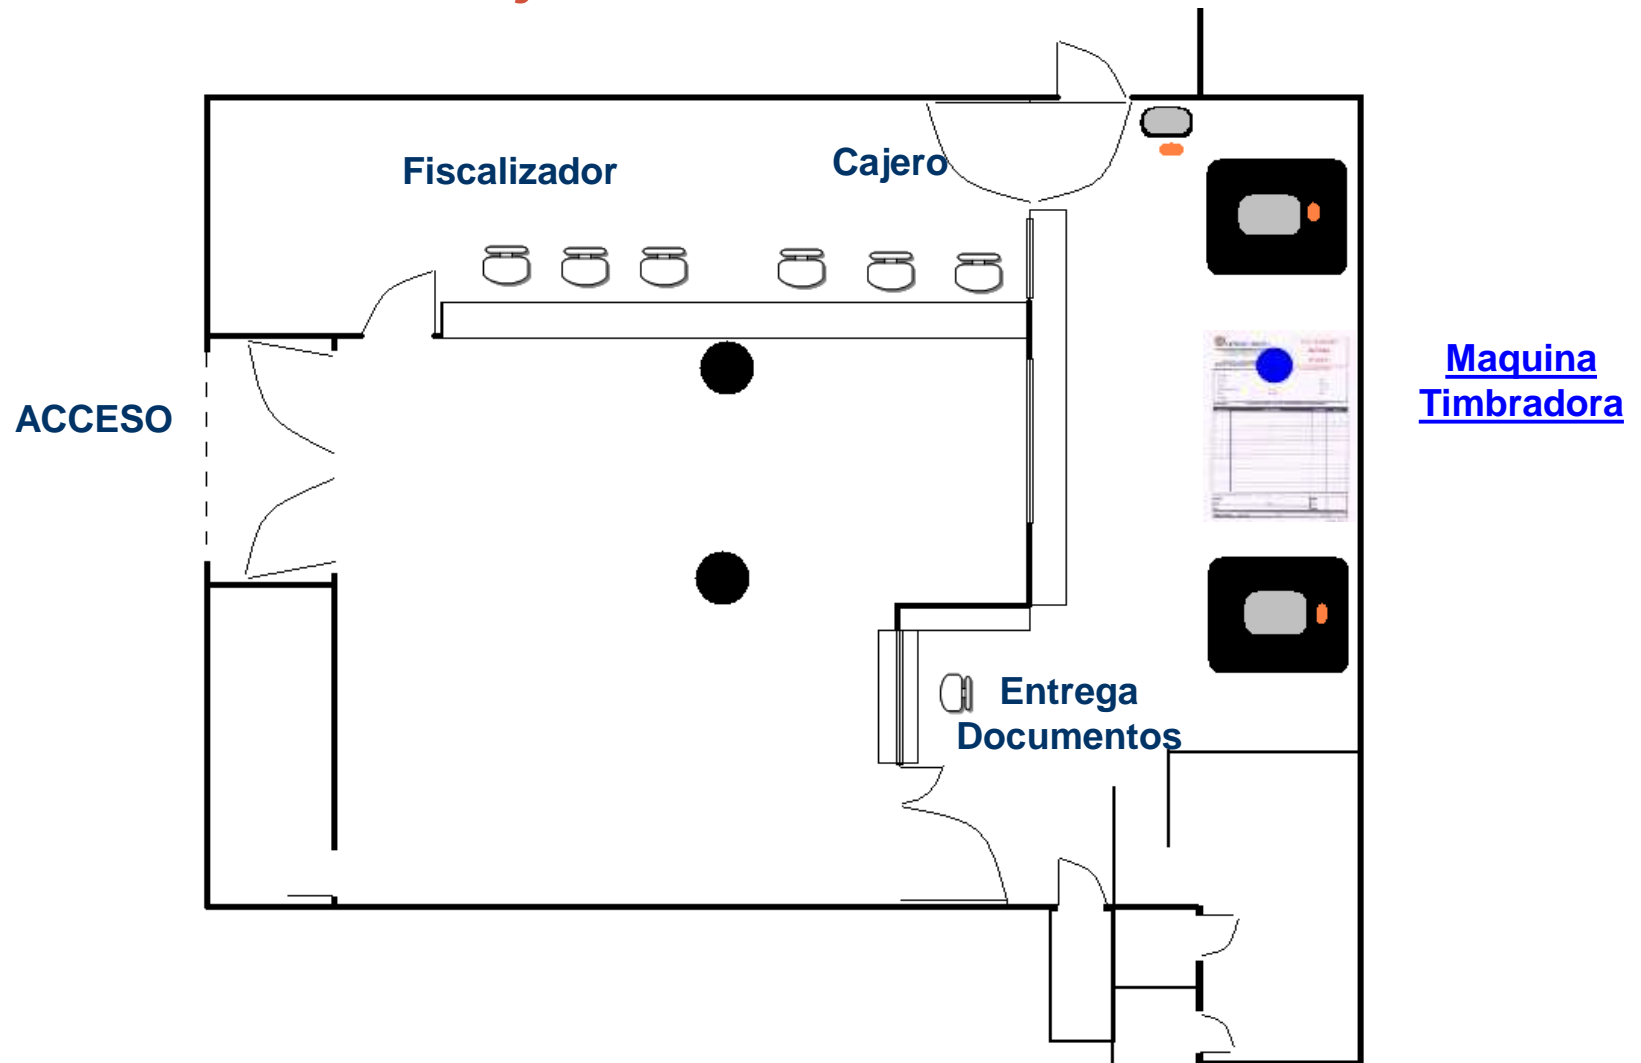 Fiscalizador
Cajero
ACCESO
Maquina
Timbradora
Entrega
Documentos